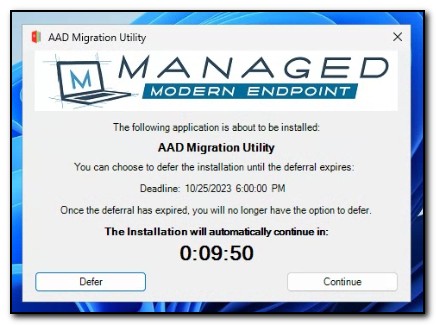 AAD Migration Utility
M
MANAGED
MODERN ENDPOINT
The following application is about to be installed:
AAD Migration Utility
You can choose to defer the installation until the deferral expires:
Deadline: 10/25/2023 6:00:00 PM
Once the deferral has expired, you will no longer have the option to defer.
The Installation will automatically continue in:
0:09:50
Defer
Continue